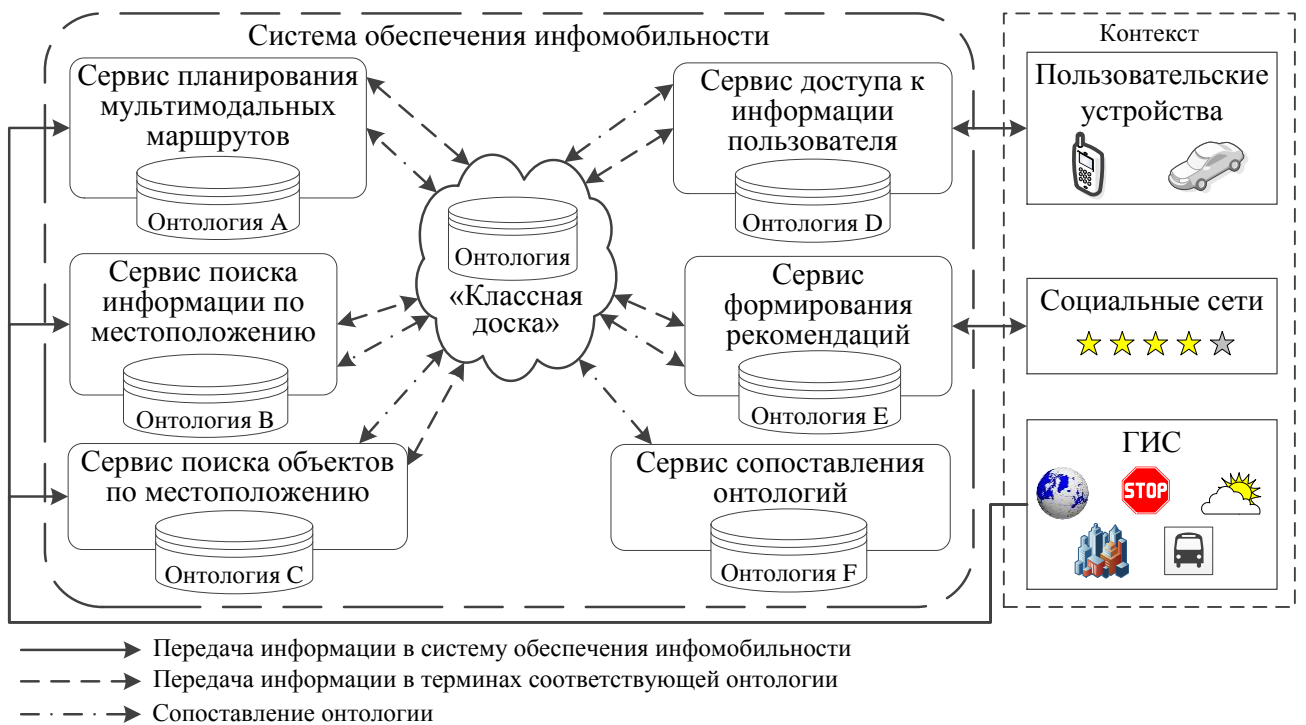 Система обеспечения инфомобильности
Сервис планирования
мультимодальных
маршрутов
Онтология A
Сервис поиска
информации по
местоположению
Онтология B
Сервис поиска объектов
по местоположению
Онтология C
Онтология
«Классная
доска»
Сервис доступа к
информации
пользователя
Онтология D
Сервис
формирования
рекомендаций
Онтология E
Сервис сопоставления
онтологий
Онтология F
Контекст
Пользовательские
устройства
Социальные сети
ГИС
STOP
Передача информации в систему обеспечения инфомобильности
Передача информации в терминах соответствующей онтологии
Сопоставление онтологии